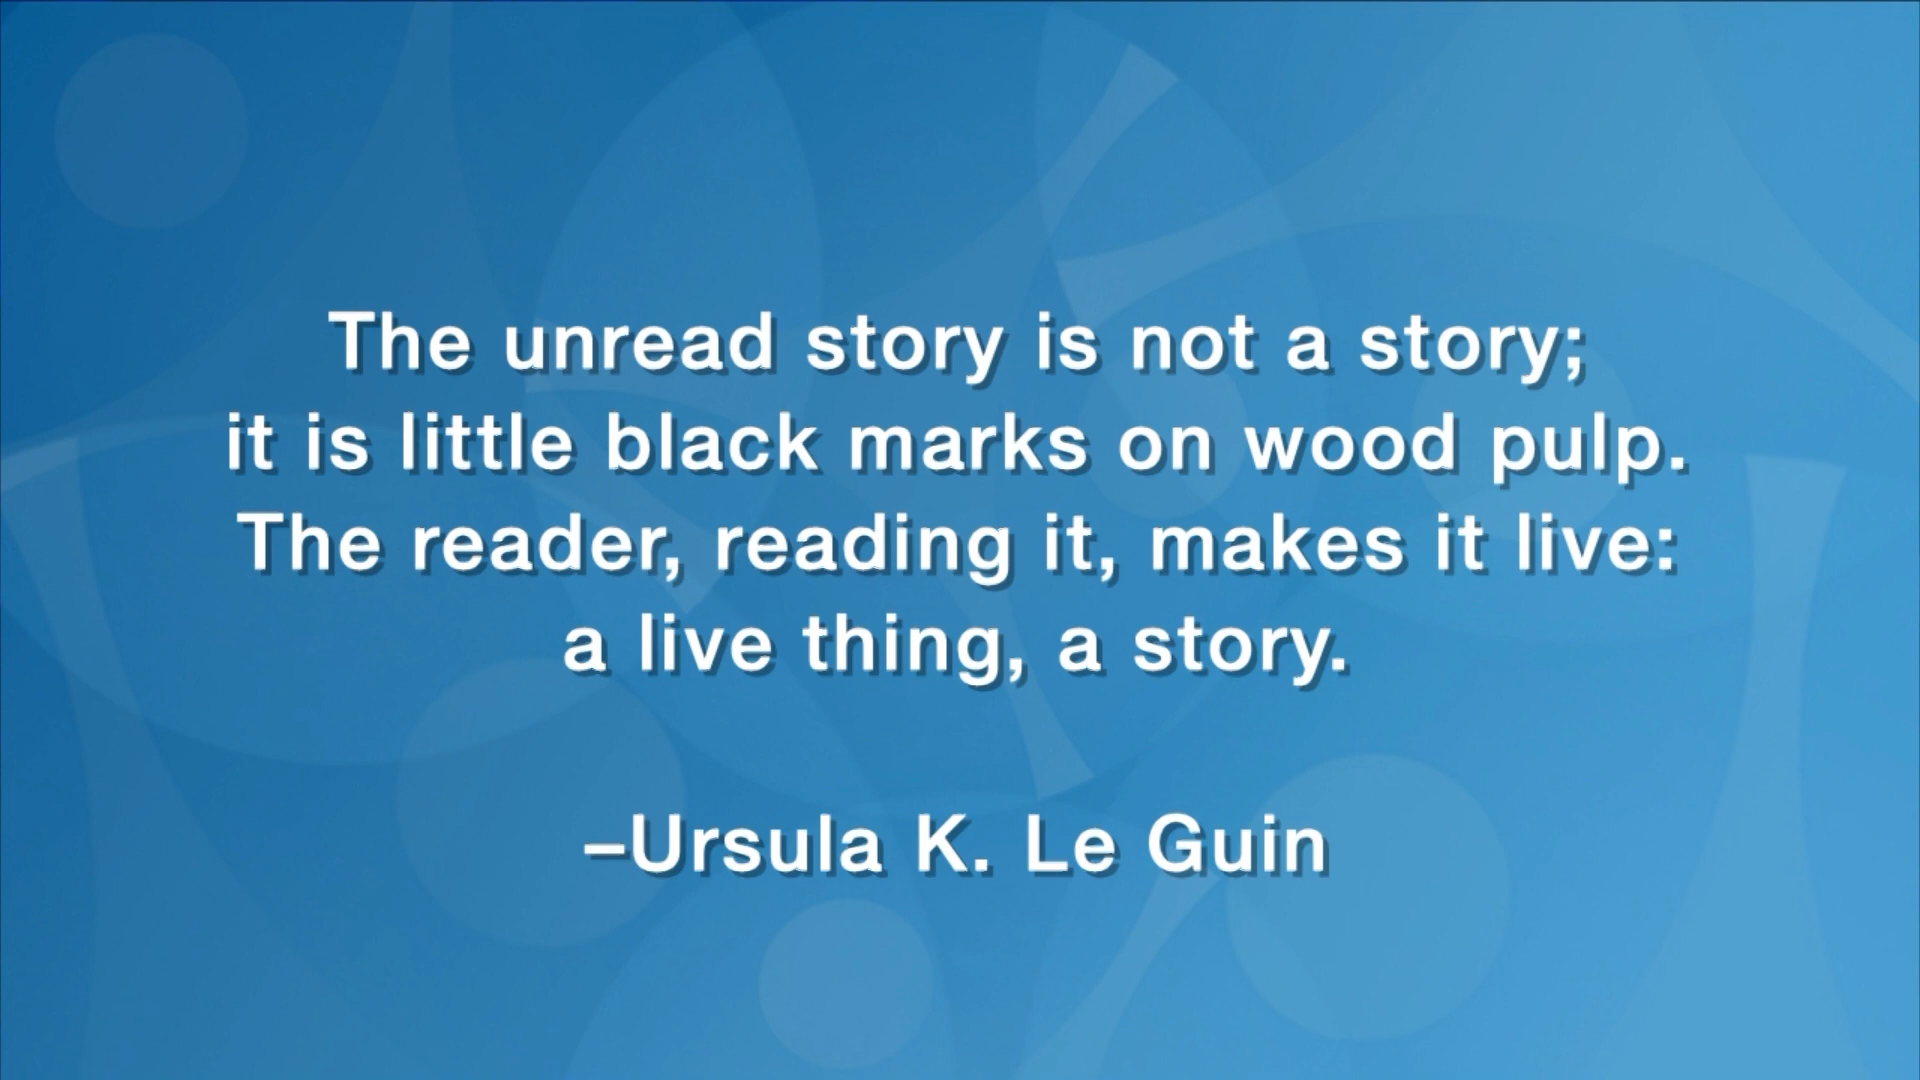 The unread story is not a story;
it is little black marks on wood pulp.
The reader, reading it, makes it live:
a live thing, a story.
–Ursula K. Le Guin